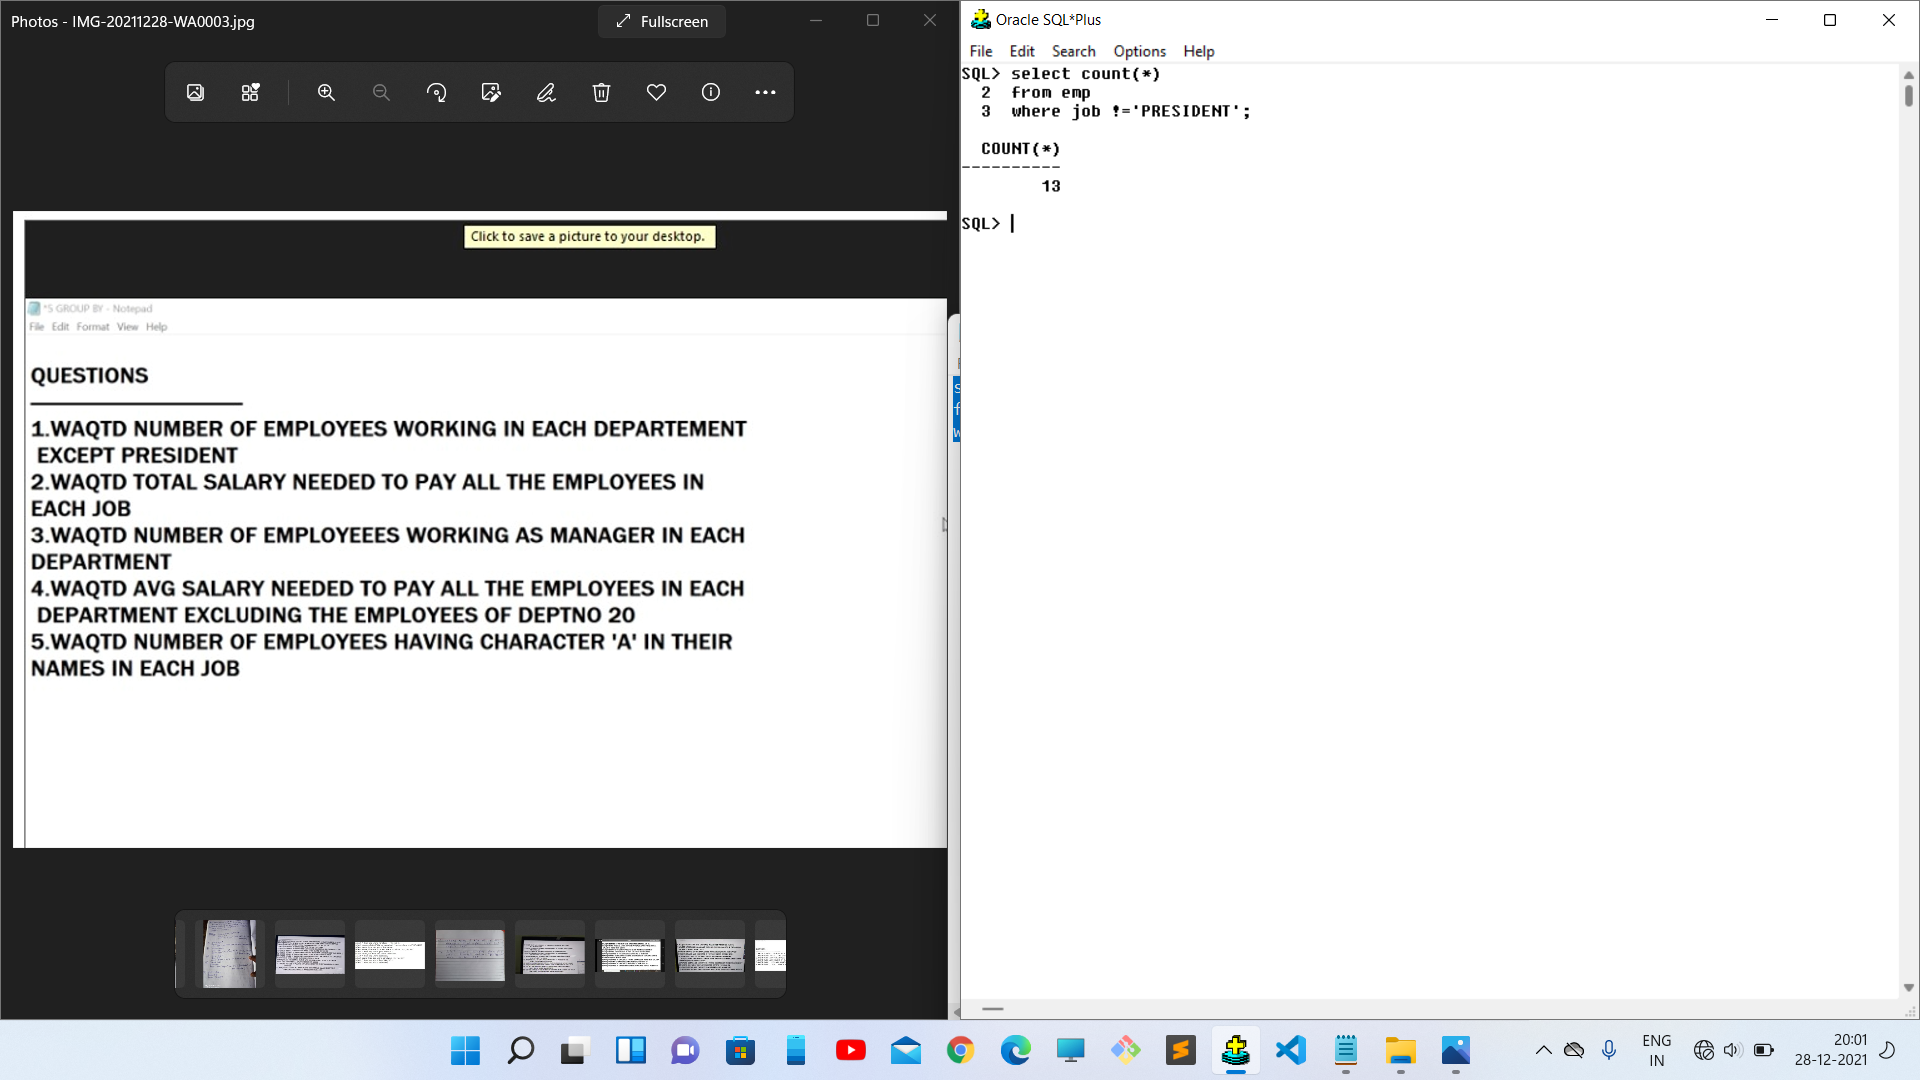 Photos - IMG-20211228-WA0003.jpg
Fullscreen
Click to save a picture to your desktop.
*S GROUP BY - Notepad
File Edit Format View Help
QUESTIONS
1.WAQTD NUMBER OF EMPLOYEES WORKING IN EACH DEPARTEMENT
EXCEPT PRESIDENT
2.WAQTD TOTAL SALARY NEEDED TO PAY ALL THE EMPLOYEES IN
EACH JOB
3.WAQTD NUMBER OF EMPLOYEEES WORKING AS MANAGER IN EACH
DEPARTMENT
4.WAQTD AVG SALARY NEEDED TO PAY ALL THE EMPLOYEES IN EACH
DEPARTMENT EXCLUDING THE EMPLOYEES OF DEPTNO 20
5.WAQTD NUMBER OF EMPLOYEES HAVING CHARACTER 'A' IN THEIR
NAMES IN EACH JOB
Oracle SQL*Plus
File Edit Search Options Help
SQL> select count(*)
2 from emp
3 where job !='PRESIDENT';
COUNT(*)
----------
13
SQL>
ENG
IN
20:01
28-12-2021